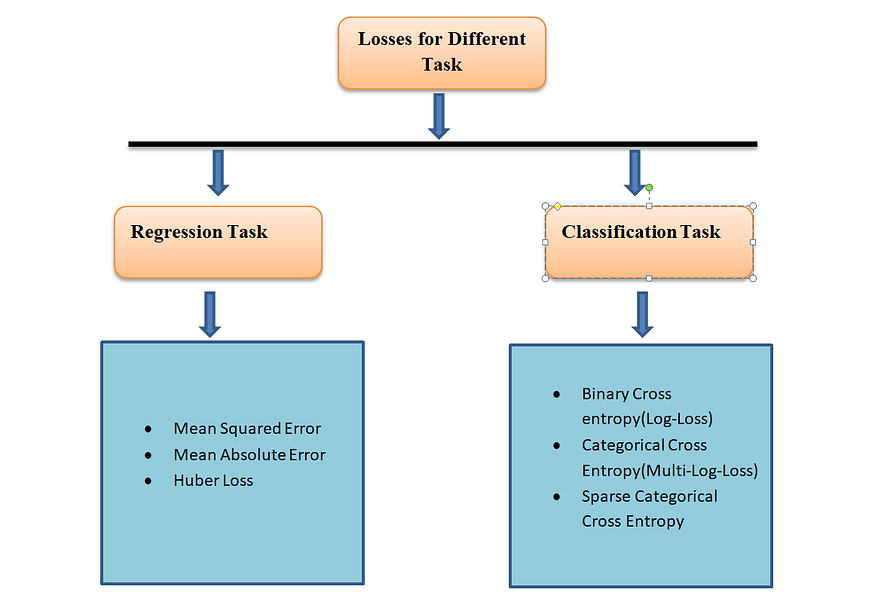 Losses for Different
Task
Regression Task
Classification Task
• Mean Squared Error
• Mean Absolute Error
• Huber Loss
• Binary Cross
entropy(Log-Loss)
• Categorical Cross
Entropy(Multi-Log-Loss)
• Sparse Categorical
Cross Entropy